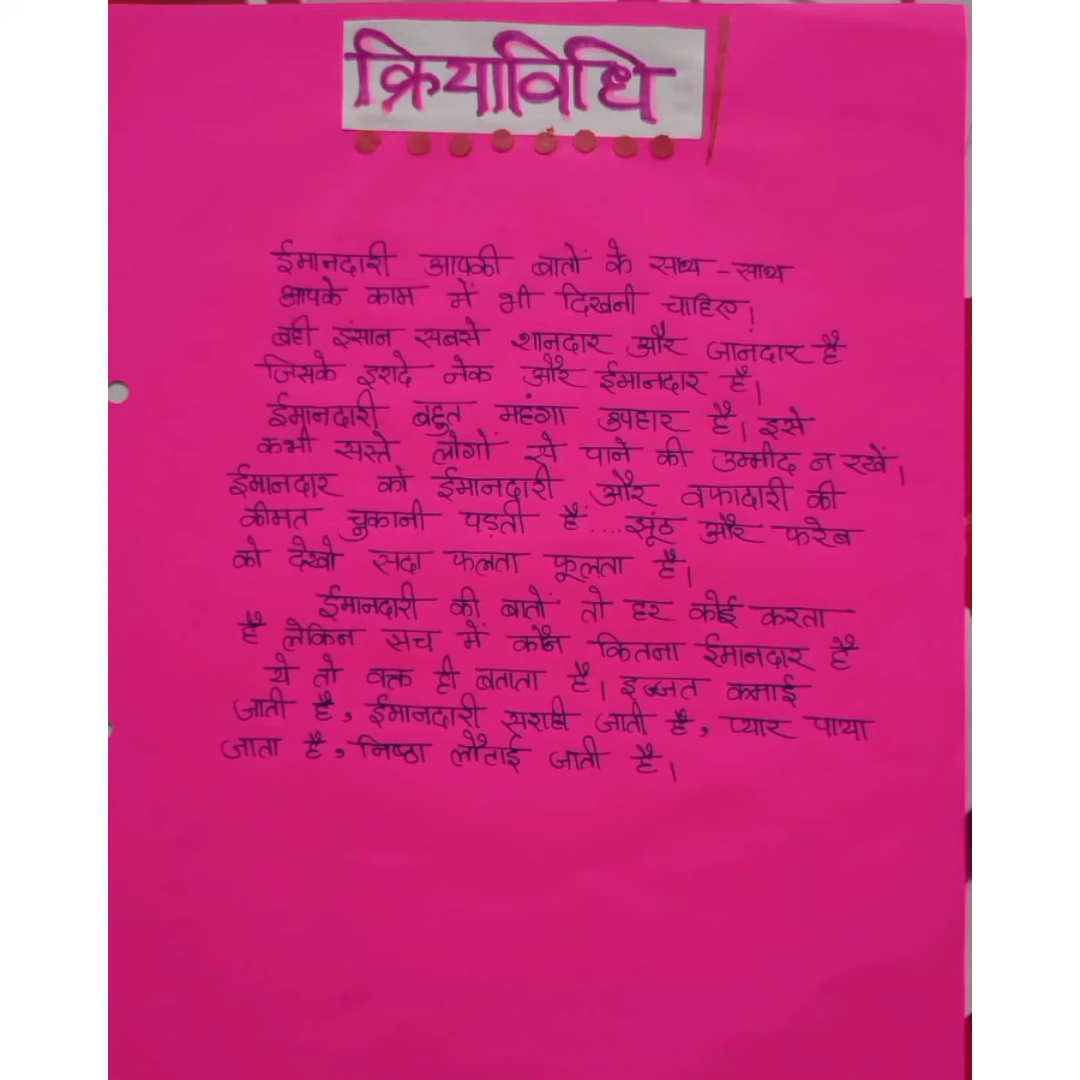 क्रियाविधि
ईमानदारी आपकी बातों के साथ-साथ
आपके काम में भी दिखनी चाहिए।
वही इंसान सबसे शानदार और जानदार है
जिसके इरादे नेक और ईमानदार है।
ईमानदारी बहुत महंगा उपहार है। इसे
कभी सस्ते लोगों से पाने की उम्मीद न रखें।
ईमानदार को ईमानदारी और वफादारी की
कीमत चुकानी पड़ती है....झूंठ और फरेब
को देखो सदा फलता फूलता है।
ईमानदारी की बातों तो हर कोई करता
है लेकिन सच में कौन कितना ईमानदार है
ये तो वक्त ही बताता है। इज्जत कमाई
जाती है, ईमानदारी सराही जाती है, प्यार पाया
जाता है, निष्ठा लौटाई जाती है।